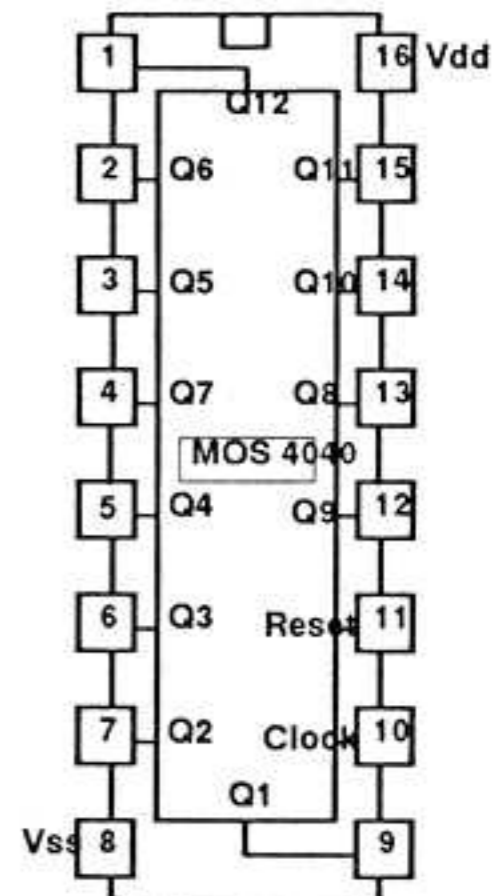 1 16 Vdd
Q12
2 Q6 Q11 15
3 Q5 Q10 14
4 Q7 Q8 13
MOS 4040
5 Q4 Q9 12
6 Q3 Reset 11
7 Q2 Clock 10
Q1
Vss 8 9